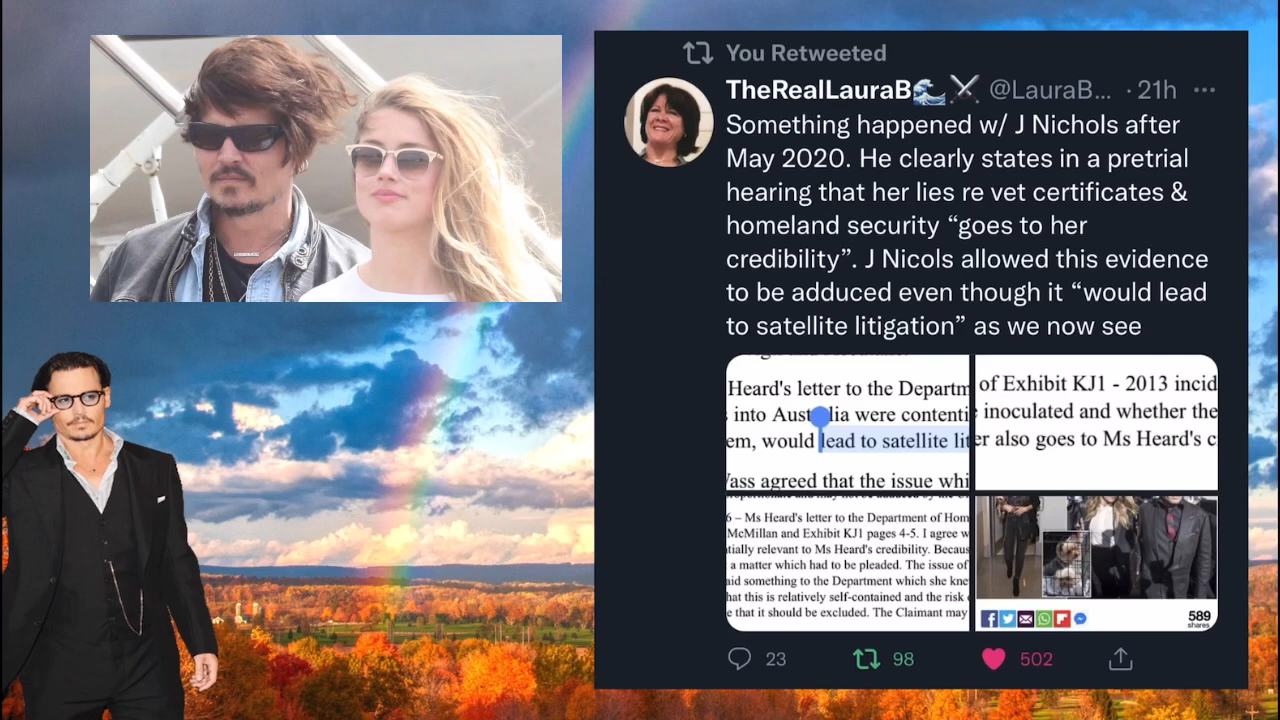 You Retweeted
TheRealLauraB🌊⚔️ @LauraB... · 21h ···
Something happened w/ J Nichols after
May 2020. He clearly states in a pretrial
hearing that her lies re vet certificates &
homeland security “goes to her
credibility”. J Nicols allowed this evidence
to be adduced even though it “would lead
to satellite litigation” as we now see
Heard's letter to the Departm
into Aust lia were contenti
em, would lead to satellite lit
ass agreed that the issue whi
of Exhibit KJ1 - 2013 incid
inoculated and whether the
er also goes to Ms Heard's c
6 – Ms Heard's letter to the Department of Hom
McMillan and Exhibit KJ1 pages 4-5. I agree w
tially relevant to Ms Heard's credibility. Becaus
a matter which had to be pleaded. The issue of
aid something to the Department which she kne
hat this is relatively self-contained and the risk
e that it should be excluded. The Claimant may
589
shares
23 98 502